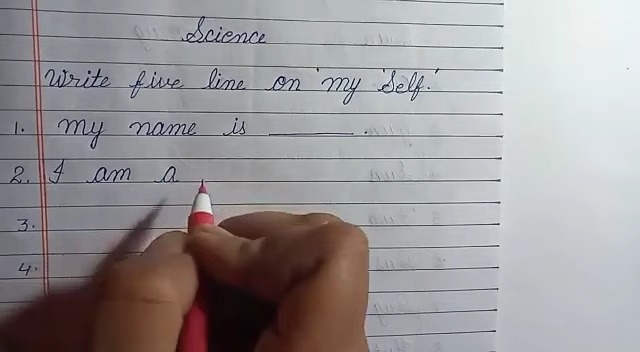 Science
Write five line on 'my self.'
1. my name is ______ .
2. I am a
3.
4.